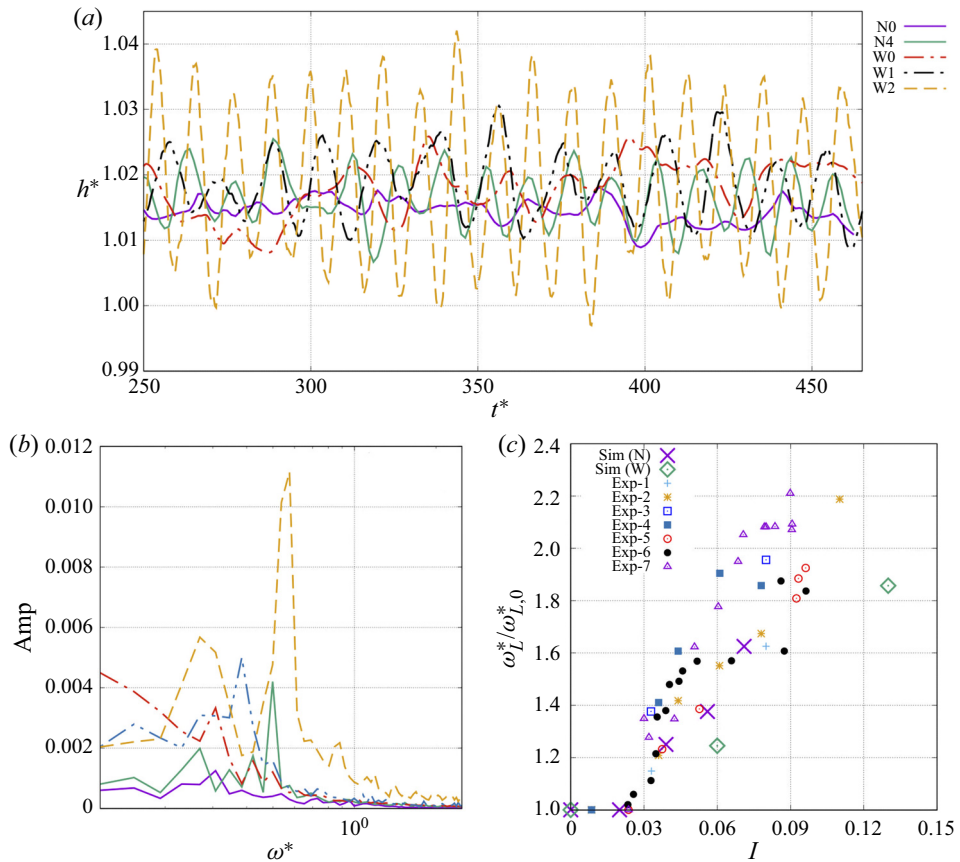 (a)
1.04
1.03
1.02
1.01
1.00
0.99
h*
250
300
350
400
450
t*
N0
N4
W0
W1
W2
(b)
0.012
0.010
0.008
0.006
0.004
0.002
0
Amp
10⁰
ω*
(c)
2.4
2.2
2.0
1.8
1.6
1.4
1.2
1.0
ω*L/ω*L,0
Sim (N)
Sim (W)
Exp-1
Exp-2
Exp-3
Exp-4
Exp-5
Exp-6
Exp-7
0
0.03
0.06
0.09
0.12
0.15
I